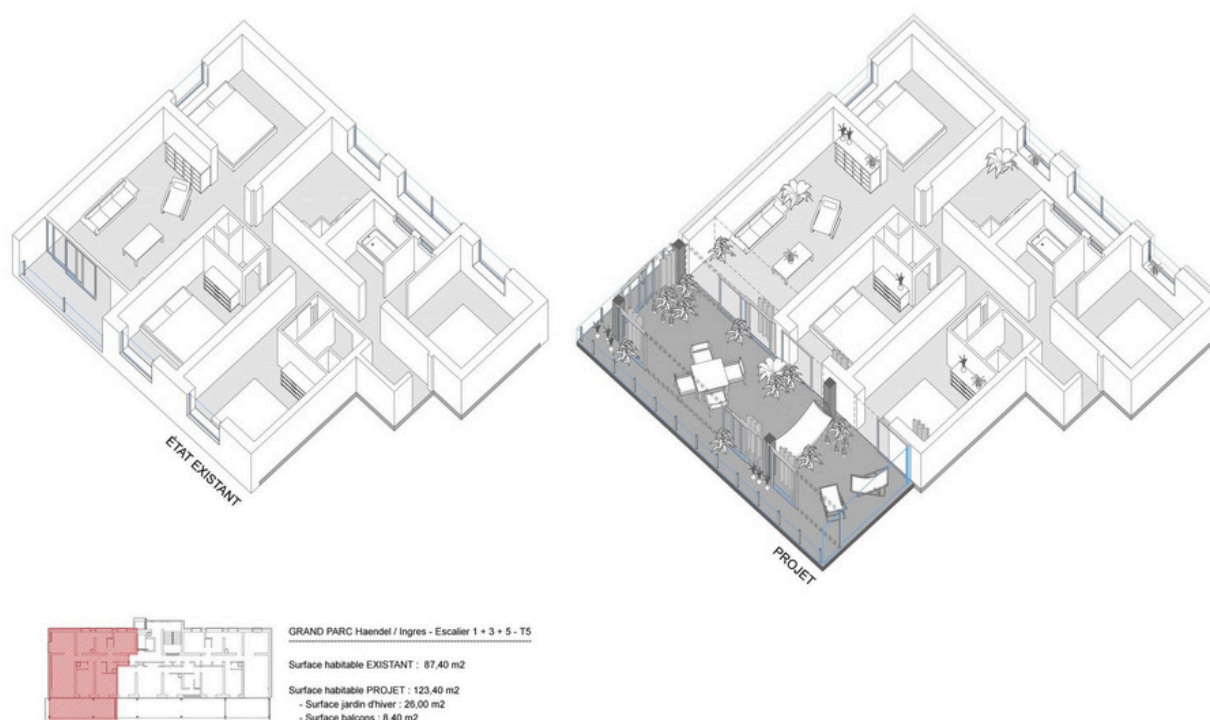 ÉTAT EXISTANT
PROJET
GRAND PARC Haendel / Ingres - Escalier 1 + 3 + 5 - T5
Surface habitable EXISTANT : 87,40 m2
Surface habitable PROJET : 123,40 m2
- Surface jardin d'hiver : 26,00 m2
- Surface balcons : 8,40 m2